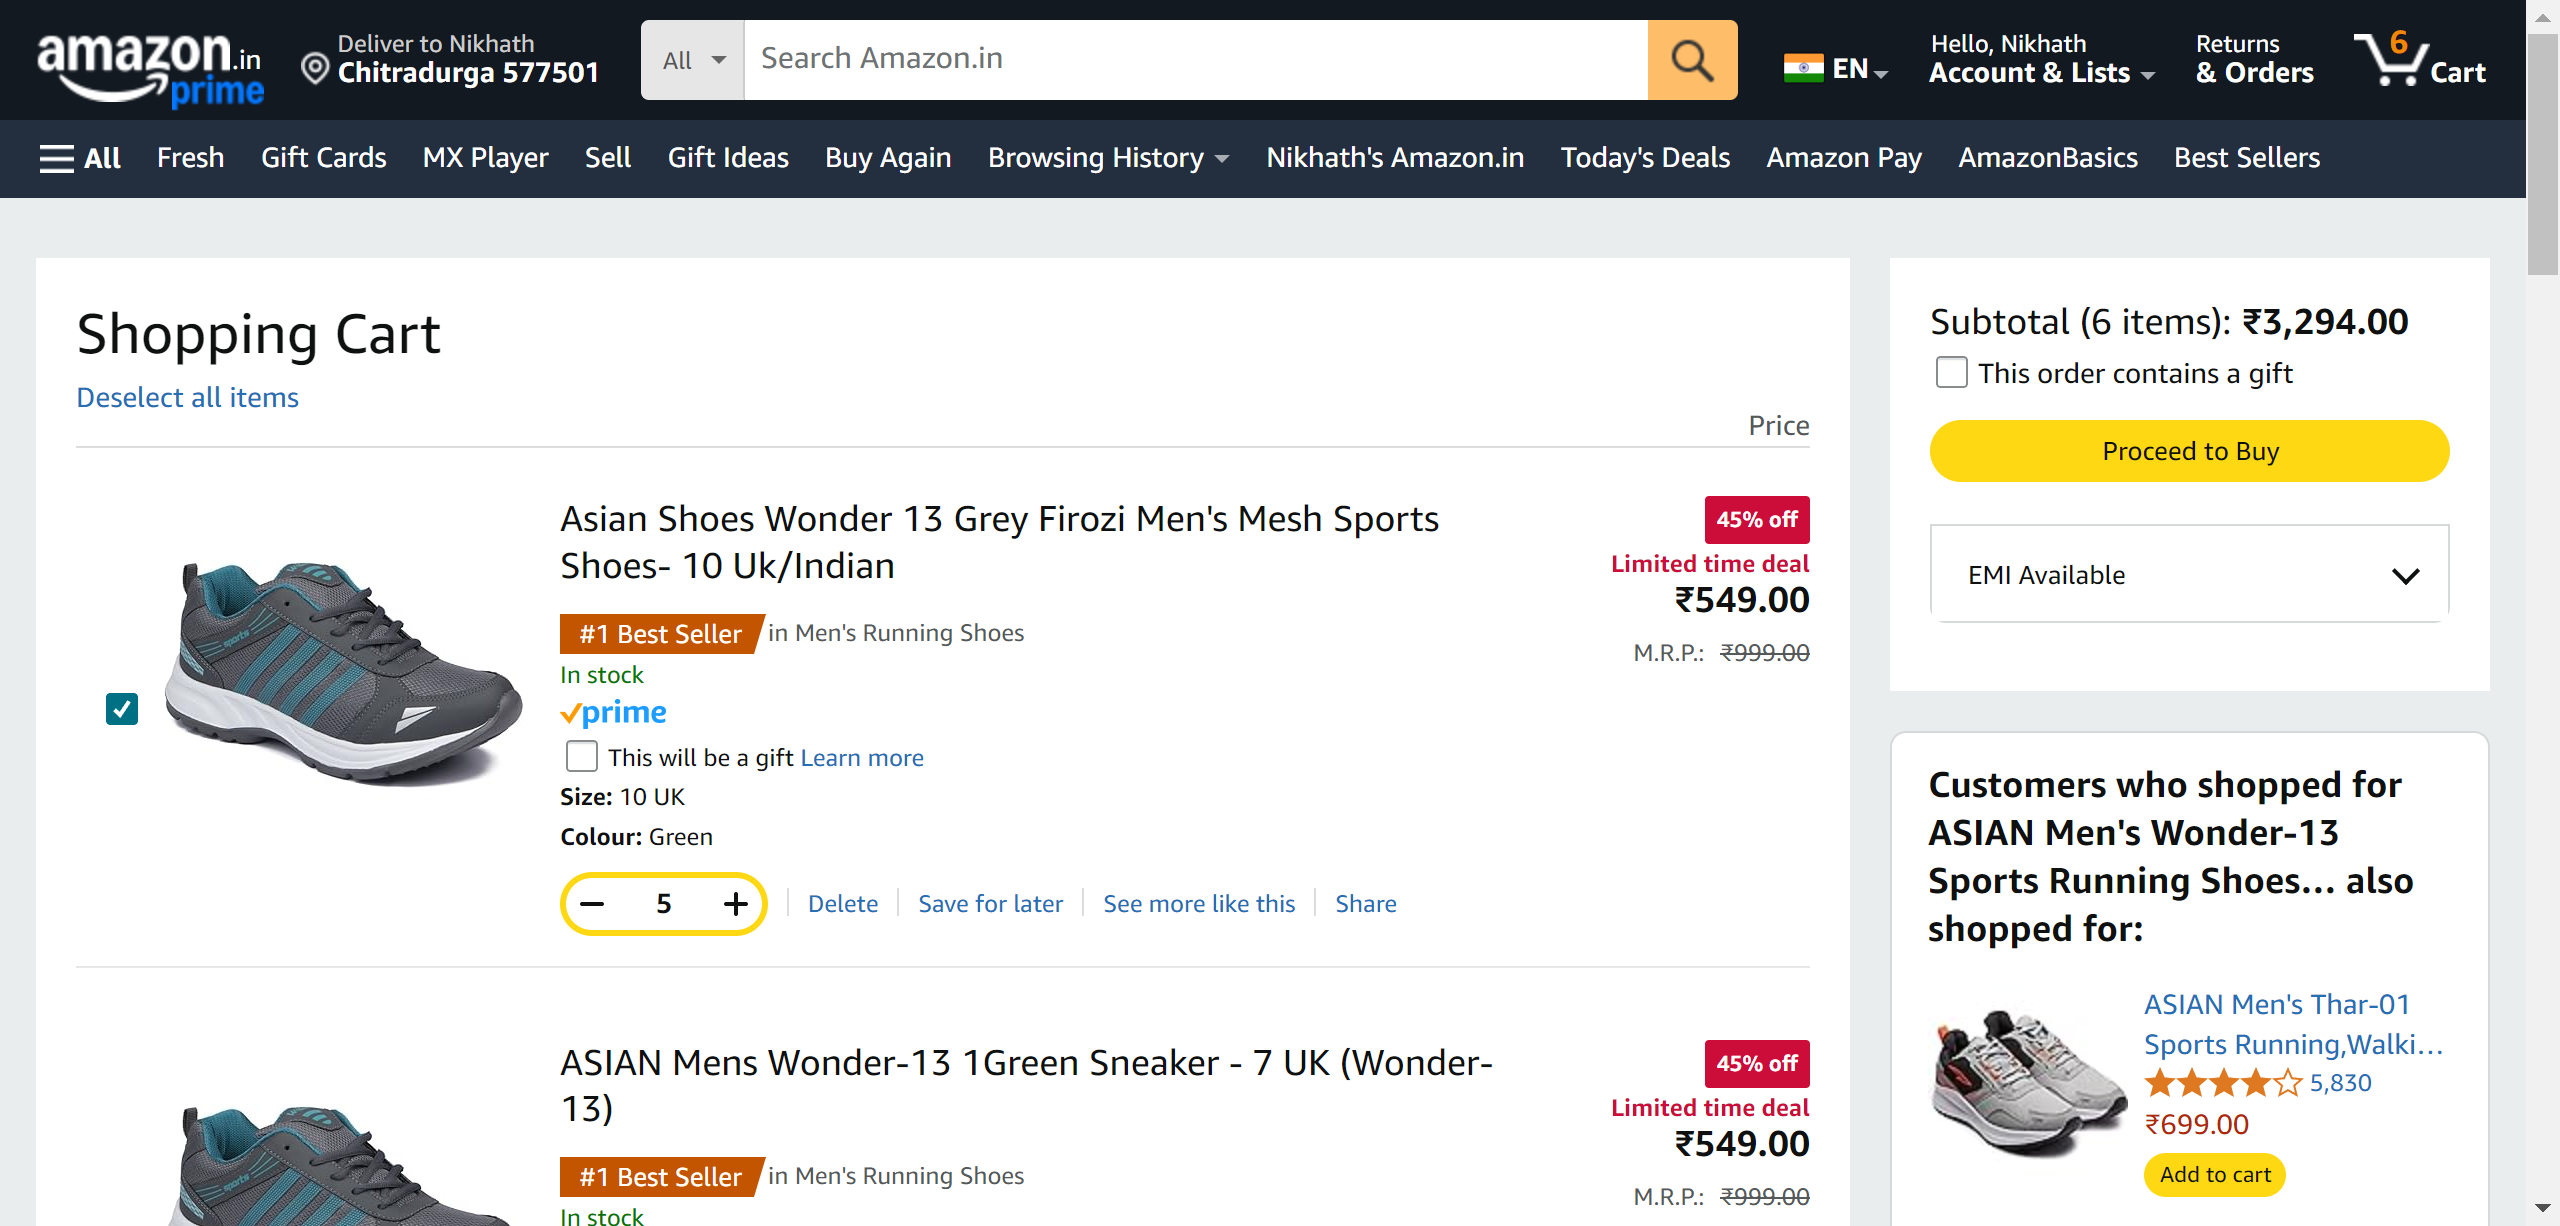 amazon.in
prime
Deliver to Nikhath
Chitradurga 577501
All
Search Amazon.in
EN
Hello, Nikhath
Account & Lists
Returns
& Orders
6
Cart
All
Fresh
Gift Cards
MX Player
Sell
Gift Ideas
Buy Again
Browsing History
Nikhath's Amazon.in
Today's Deals
Amazon Pay
AmazonBasics
Best Sellers
Shopping Cart
Deselect all items
Price
Asian Shoes Wonder 13 Grey Firozi Men's Mesh Sports
Shoes- 10 Uk/Indian
#1 Best Seller in Men's Running Shoes
In stock
prime
This will be a gift Learn more
Size: 10 UK
Colour: Green
5
Delete
Save for later
See more like this
Share
45% off
Limited time deal
₹549.00
M.R.P.: ₹999.00
sports
ASIAN Mens Wonder-13 1Green Sneaker - 7 UK (Wonder-
13)
#1 Best Seller in Men's Running Shoes
In stock
45% off
Limited time deal
₹549.00
M.R.P.: ₹999.00
sports
Subtotal (6 items): ₹3,294.00
This order contains a gift
Proceed to Buy
EMI Available
Customers who shopped for
ASIAN Men's Wonder-13
Sports Running Shoes... also
shopped for:
ASIAN Men's Thar-01
Sports Running,Walki...
5,830
₹699.00
Add to cart